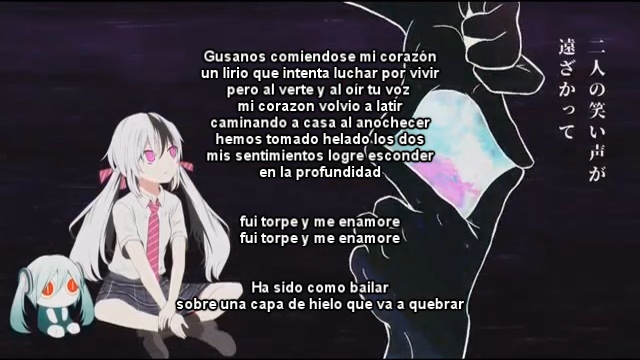 Gusanos comiendose mi corazón
un lirio que intenta luchar por vivir
pero al verte y al oír tu voz
mi corazon volvio a latir
caminando a casa al anochecer
hemos tomado helado los dos
mis sentimientos logre esconder
en la profundidad
fui torpe y me enamore
fui torpe y me enamore
Ha sido como bailar
sobre una capa de hielo que va a quebrar
二人の笑い声が
遠ざかって